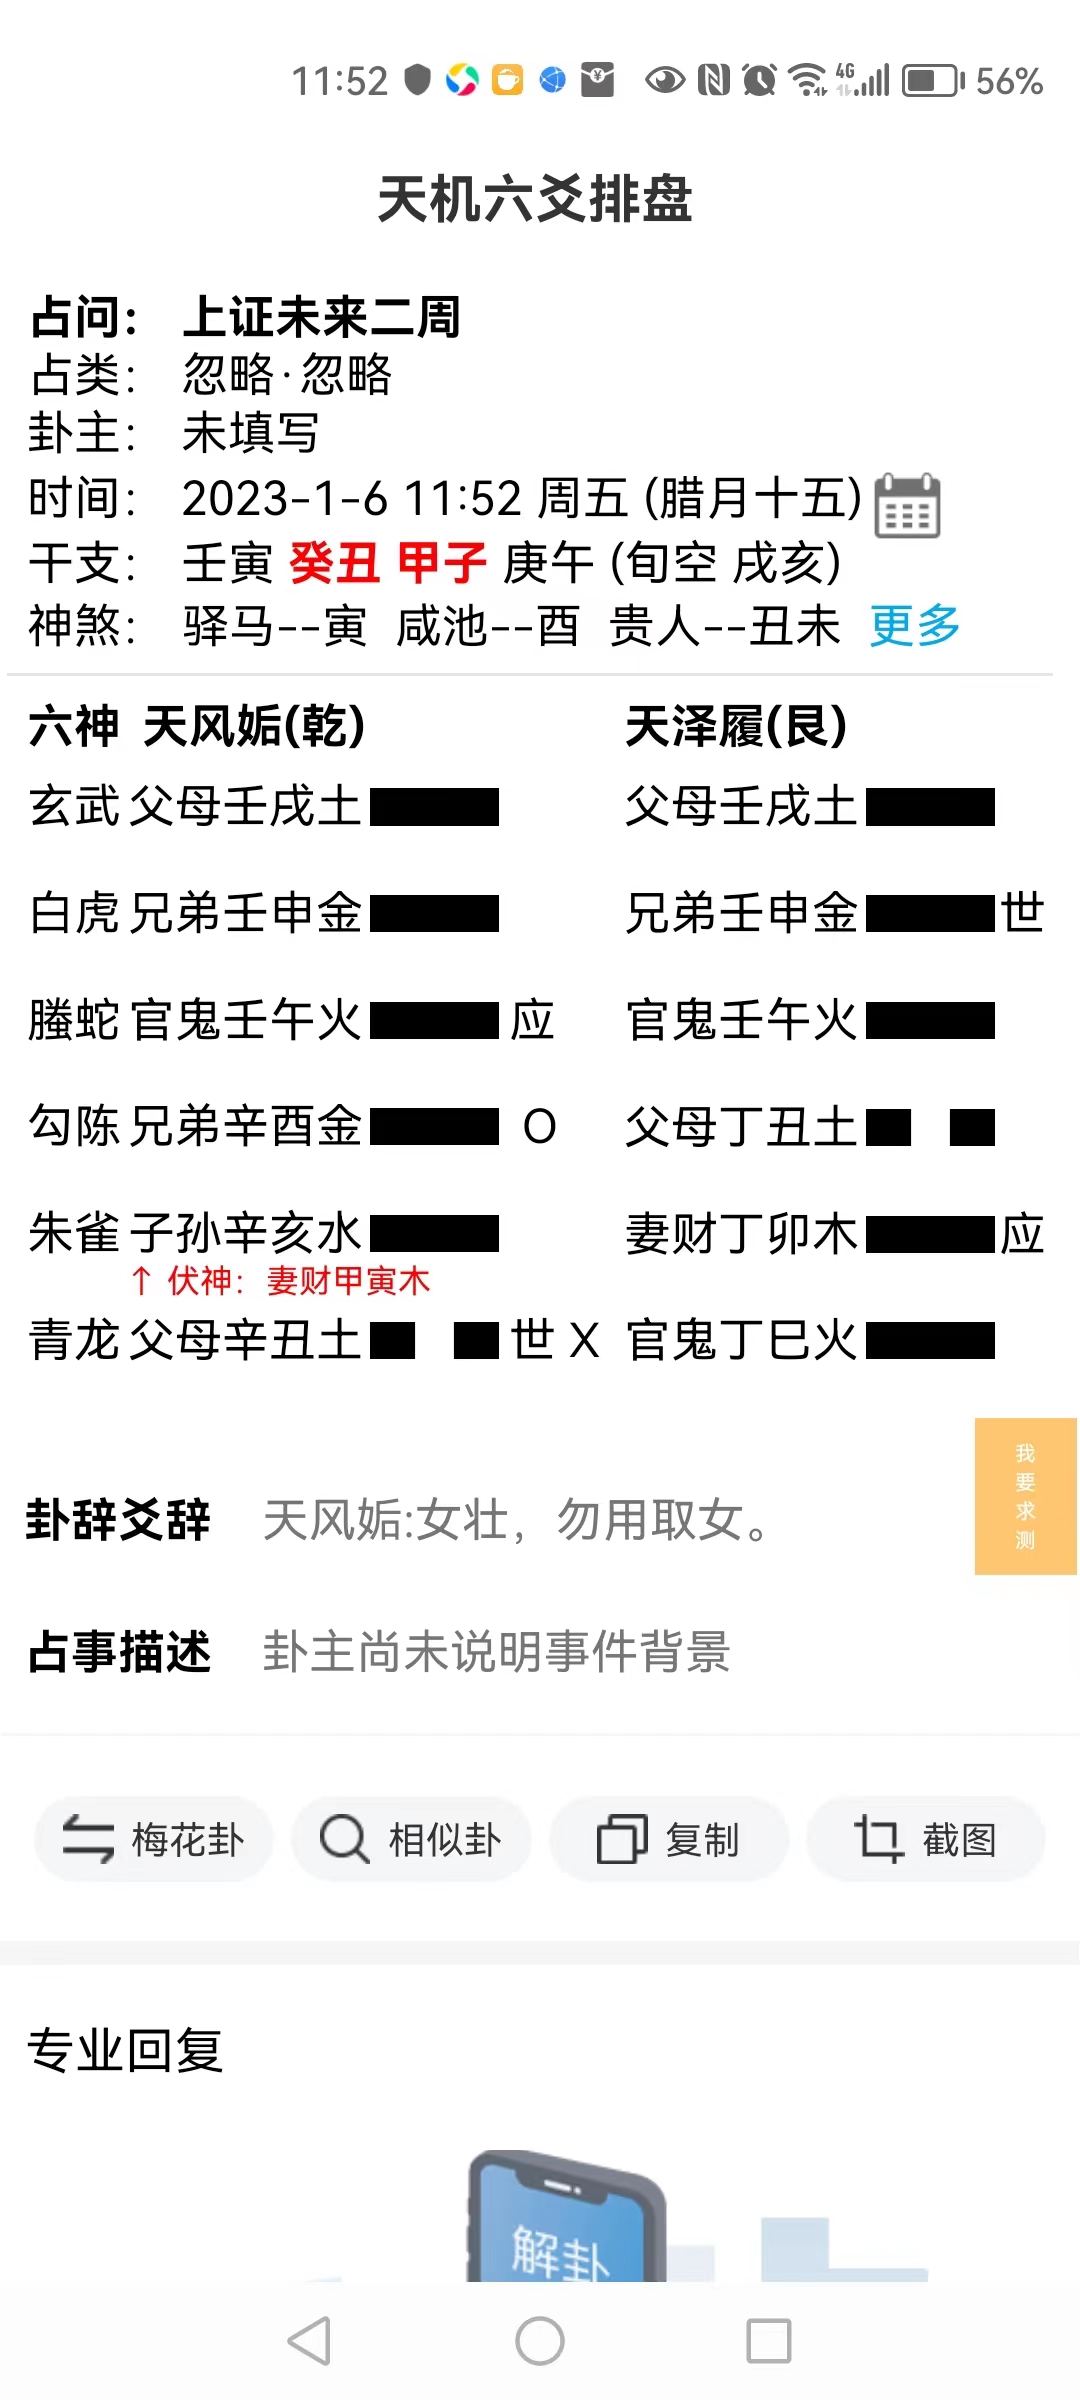 11:52 4G 56%
天机六爻排盘
占问： 上证未来二周
占类： 忽略·忽略
卦主： 未填写
时间： 2023-1-6 11:52 周五 (腊月十五)
干支： 壬寅 癸丑 甲子 庚午 (旬空 戌亥)
神煞： 驿马--寅 咸池--酉 贵人--丑未 更多
六神 天风姤(乾) 天泽履(艮)
玄武 父母壬戌土 父母壬戌土
白虎 兄弟壬申金 兄弟壬申金 世
螣蛇 官鬼壬午火 应 官鬼壬午火
勾陈 兄弟辛酉金 O 父母丁丑土
朱雀 子孙辛亥水 妻财丁卯木 应
↑ 伏神：妻财甲寅木
青龙 父母辛丑土 世 X 官鬼丁巳火
我要求测
卦辞爻辞 天风姤:女壮，勿用取女。
占事描述 卦主尚未说明事件背景
梅花卦 相似卦 复制 截图
专业回复
解卦